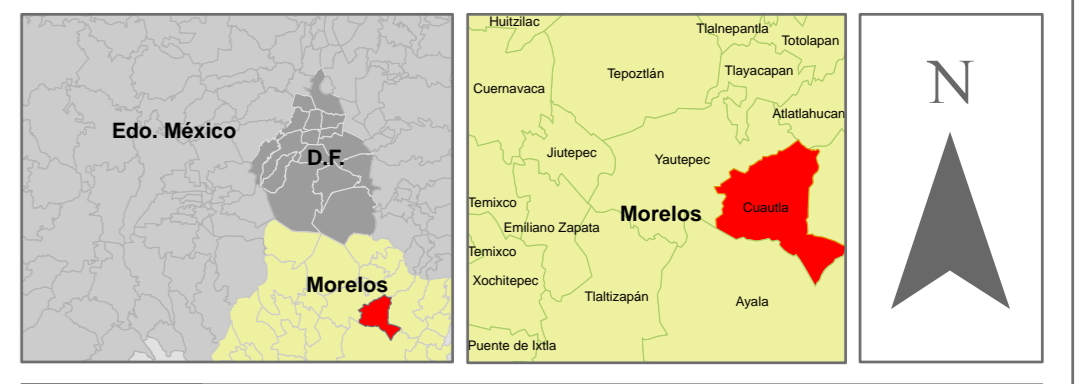 Edo. México
D.F.
Morelos
Huitzilac
Tlalnepantla
Totolapan
Tepoztlán
Tlayacapan
Cuernavaca
Atlatlahucan
Jiutepec
Yautepec
Temixco
Morelos
Cuautla
Emiliano Zapata
Temixco
Xochitepec
Tlaltizapán
Ayala
Puente de Ixtla
N